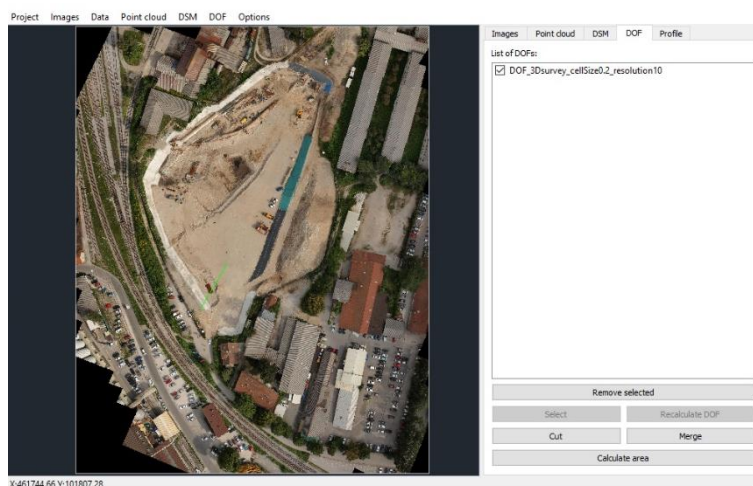 Project Images Data Point cloud DSM DOF Options
Images Point cloud DSM DOF Profile
List of DOFs:
DOF_3Dsurvey_cellSize0.2_resolution10
Remove selected
Select Recalculate DOF
Cut Merge
Calculate area
X:461744.66 Y:101807.28